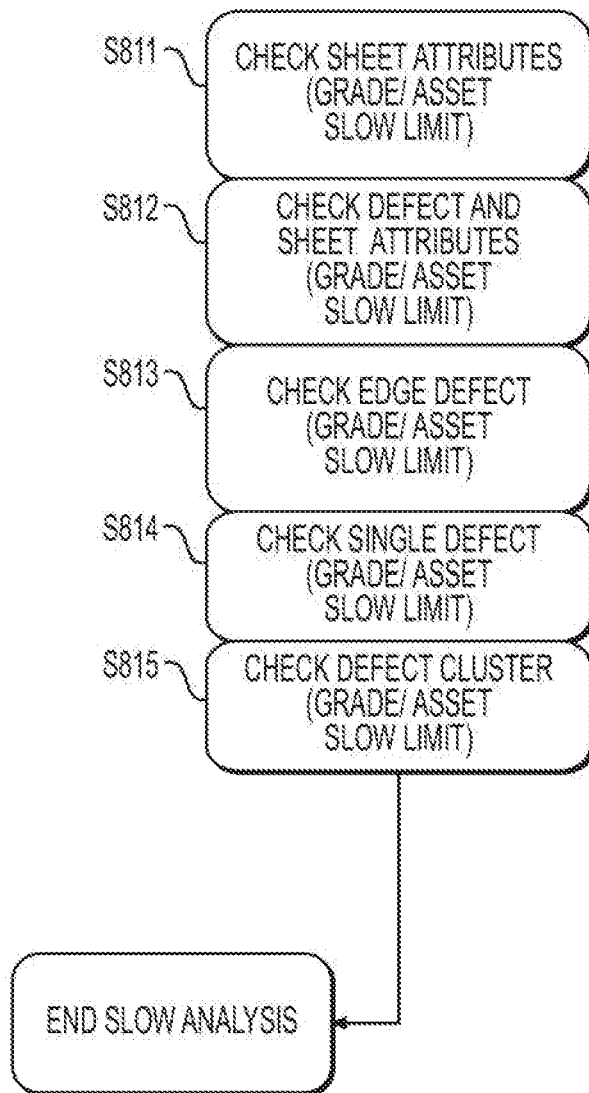 S811
CHECK SHEET ATTRIBUTES
(GRADE/ ASSET
SLOW LIMIT)
S812
CHECK DEFECT AND
SHEET ATTRIBUTES
(GRADE/ ASSET
SLOW LIMIT)
S813
CHECK EDGE DEFECT
(GRADE/ ASSET
SLOW LIMIT)
S814
CHECK SINGLE DEFECT
(GRADE/ ASSET
SLOW LIMIT)
S815
CHECK DEFECT CLUSTER
(GRADE/ ASSET
SLOW LIMIT)
END SLOW ANALYSIS